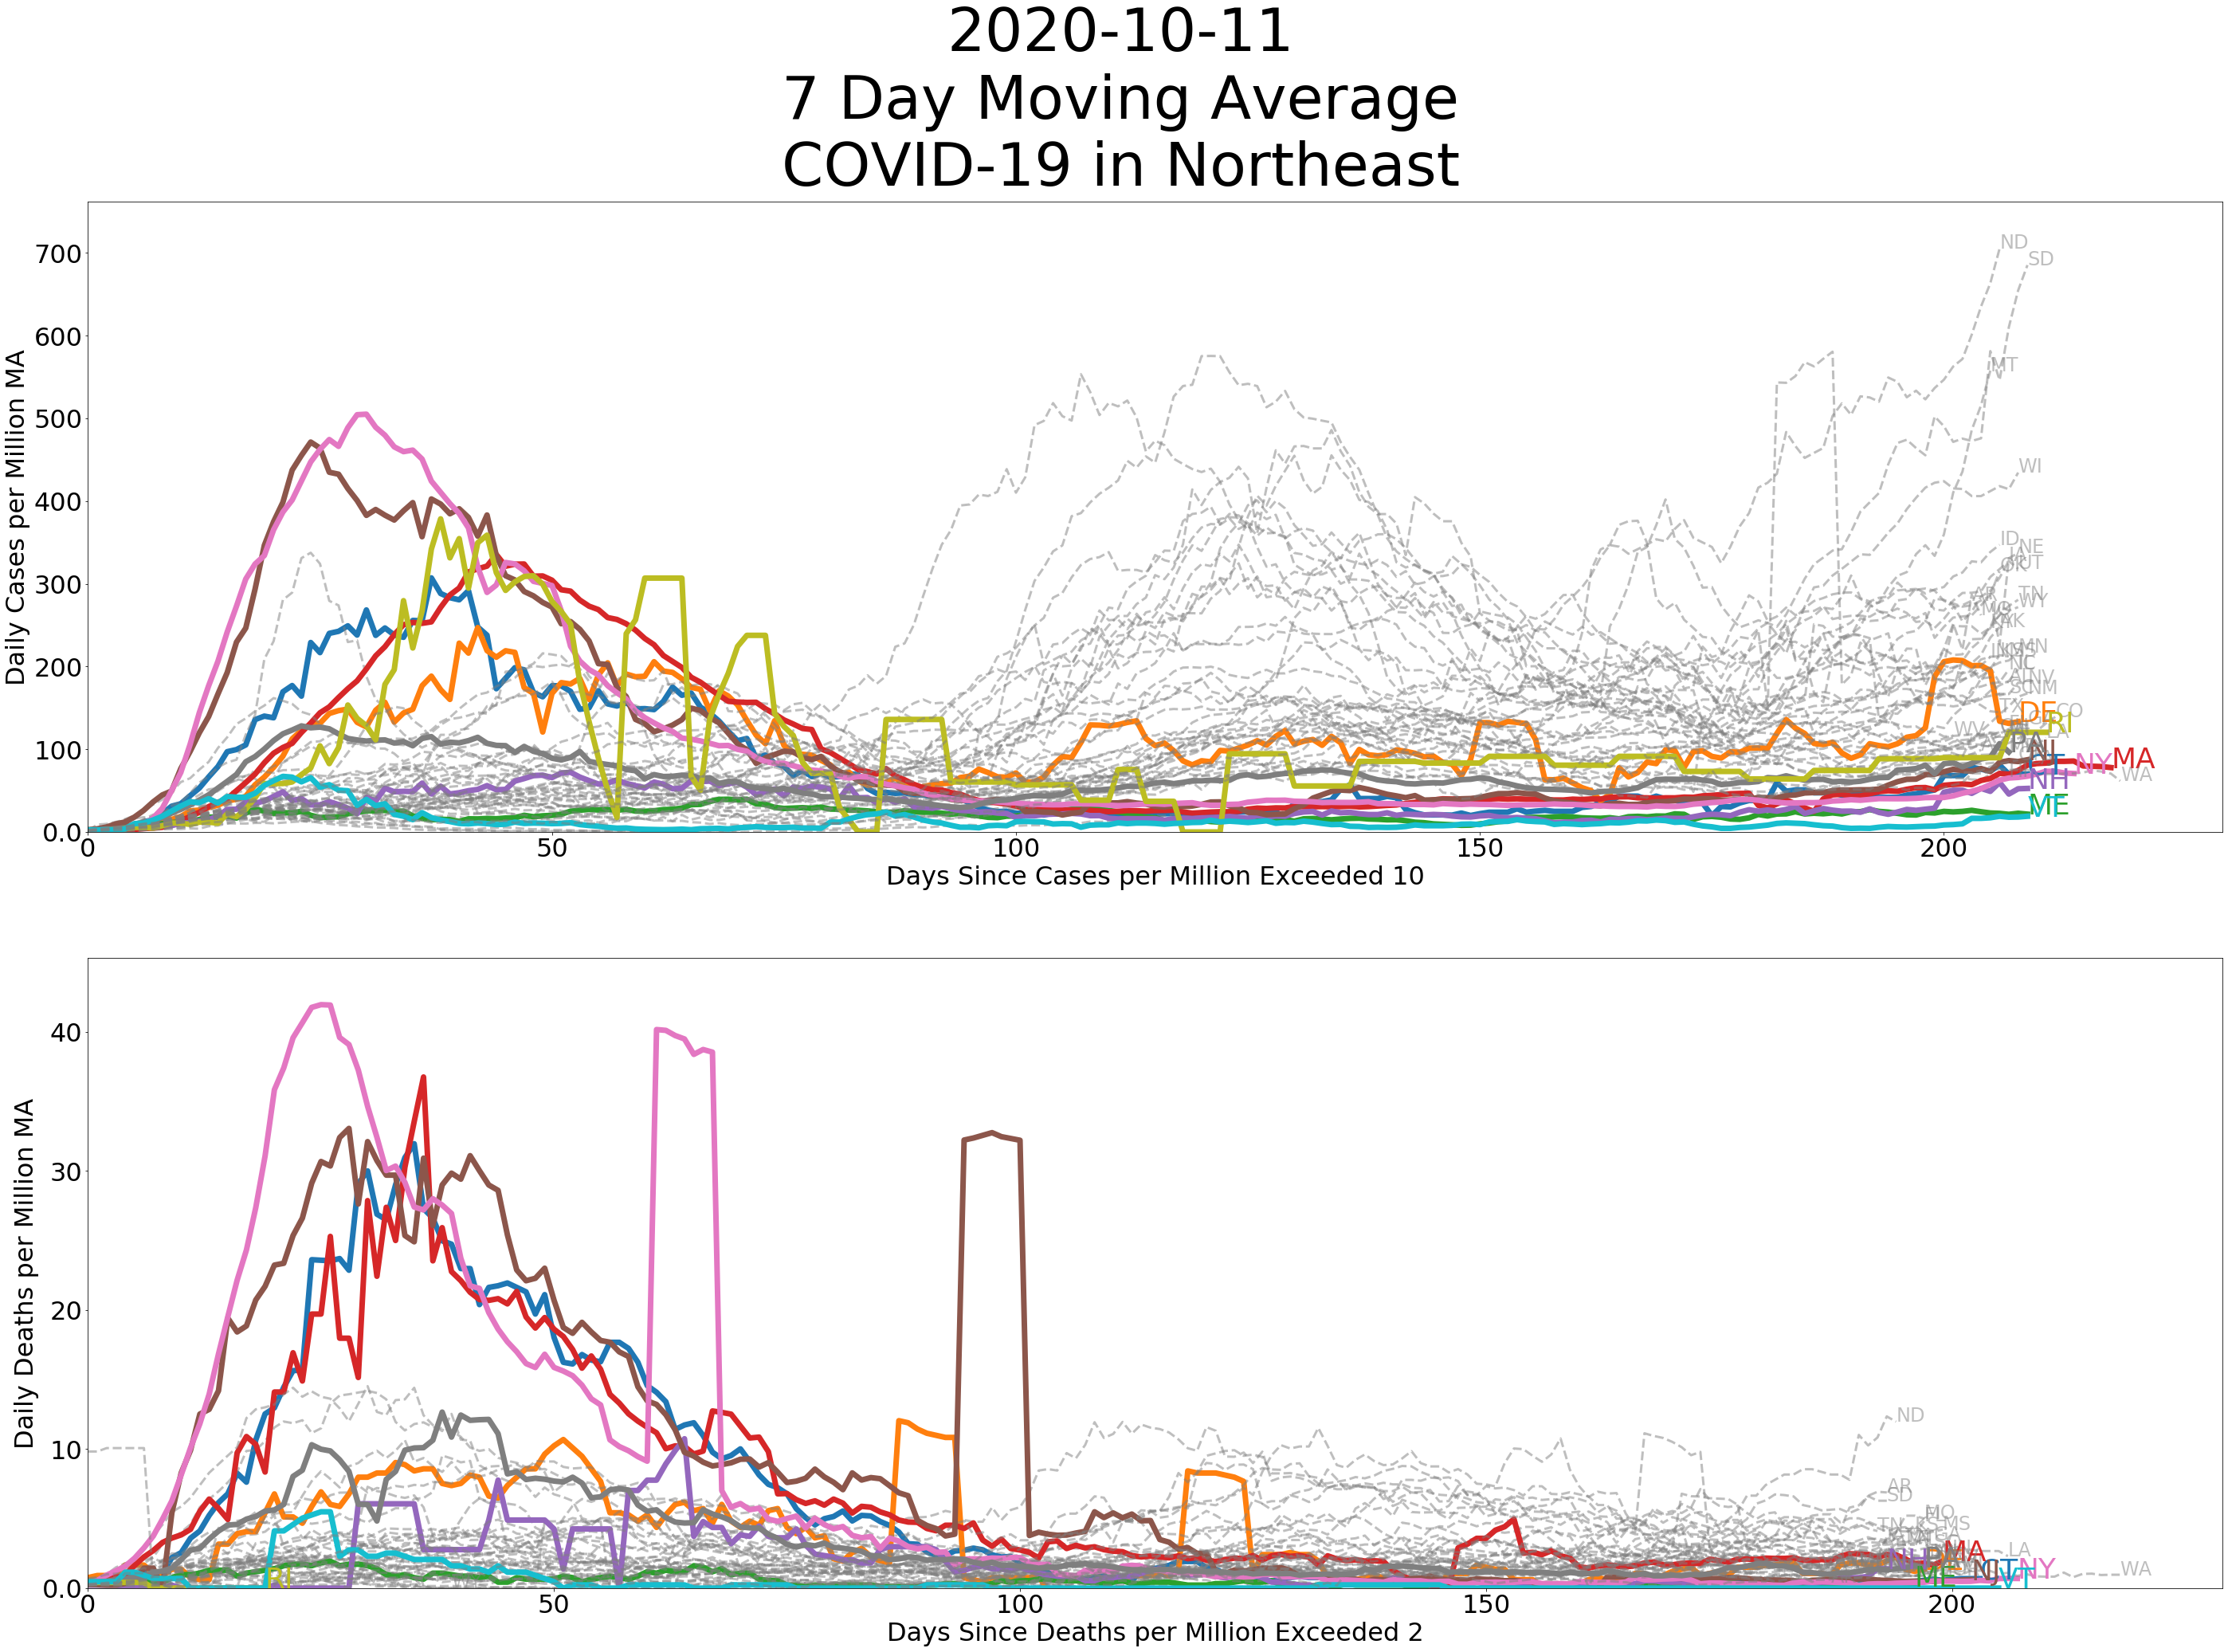 2020-10-11
7 Day Moving Average
COVID-19 in Northeast
Daily Cases per Million MA
700
600
500
400
300
200
100
0.0
ND
SD
MT
WI
ID
NE
UT
TN
WY
AK
MN
NV
NM
CO
WV
DE
RI
NJ
NY
MA
WA
NH
ME
VT
0
50
100
150
200
Days Since Cases per Million Exceeded 10
Daily Deaths per Million MA
40
30
20
10
0.0
ND
AR
SD
MO
TN
MS
LA
MA
NH
RI
ME
NJ
CT
VT
NY
WA
0
50
100
150
200
Days Since Deaths per Million Exceeded 2